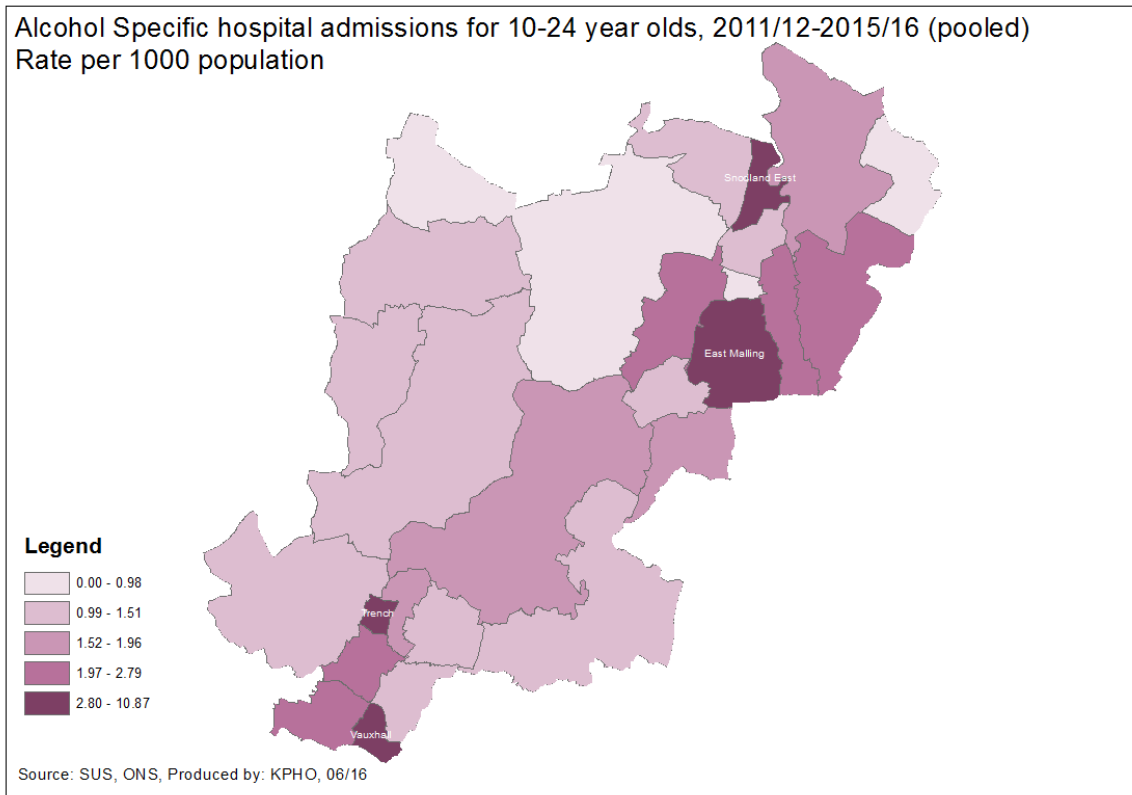 Alcohol Specific hospital admissions for 10-24 year olds, 2011/12-2015/16 (pooled)
Rate per 1000 population
Snodland East
East Malling
Trench
Vauxhall
Legend
0.00 - 0.98
0.99 - 1.51
1.52 - 1.96
1.97 - 2.79
2.80 - 10.87
Source: SUS, ONS, Produced by: KPHO, 06/16